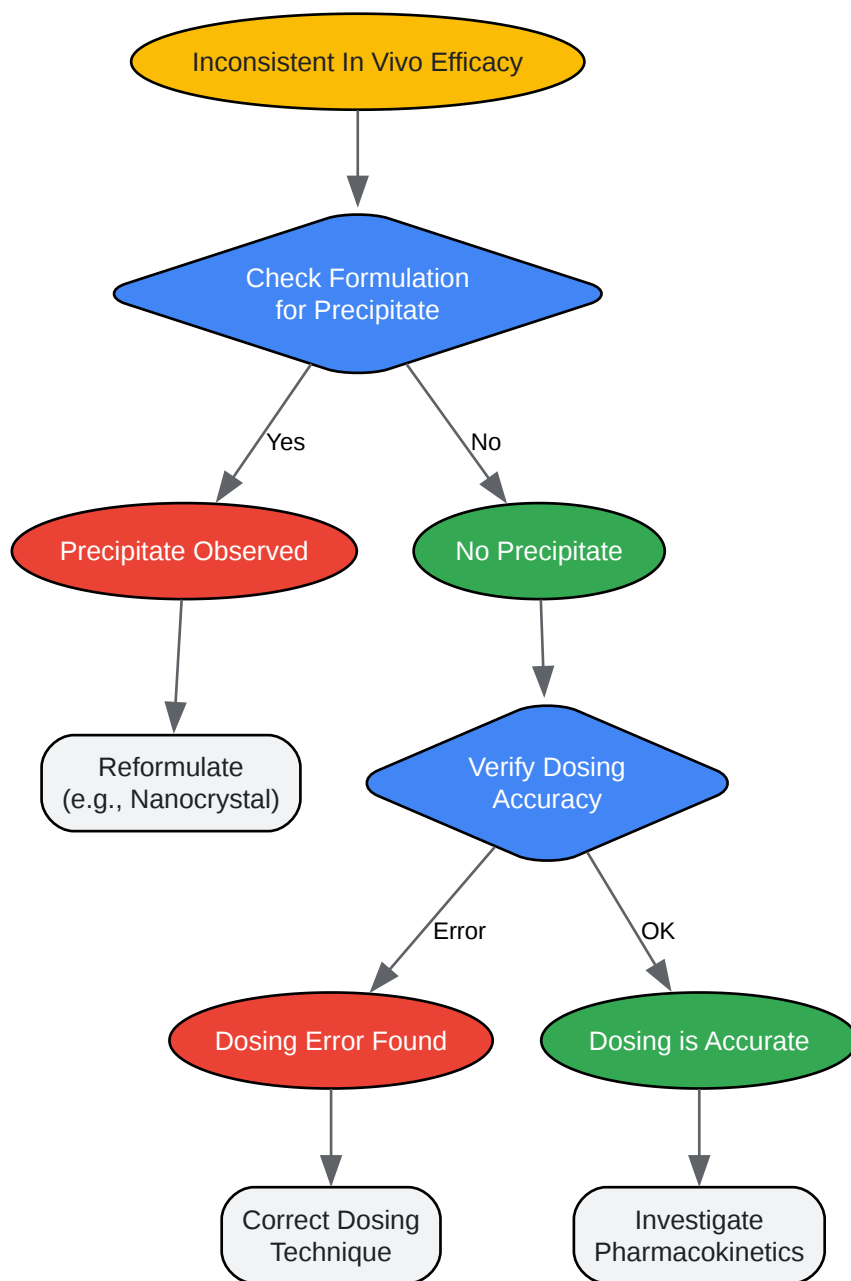 Inconsistent In Vivo Efficacy
Check Formulation
for Precipitate
Yes
No
Precipitate Observed
No Precipitate
Reformulate
(e.g., Nanocrystal)
Verify Dosing
Accuracy
Error
OK
Dosing Error Found
Dosing is Accurate
Correct Dosing
Technique
Investigate
Pharmacokinetics